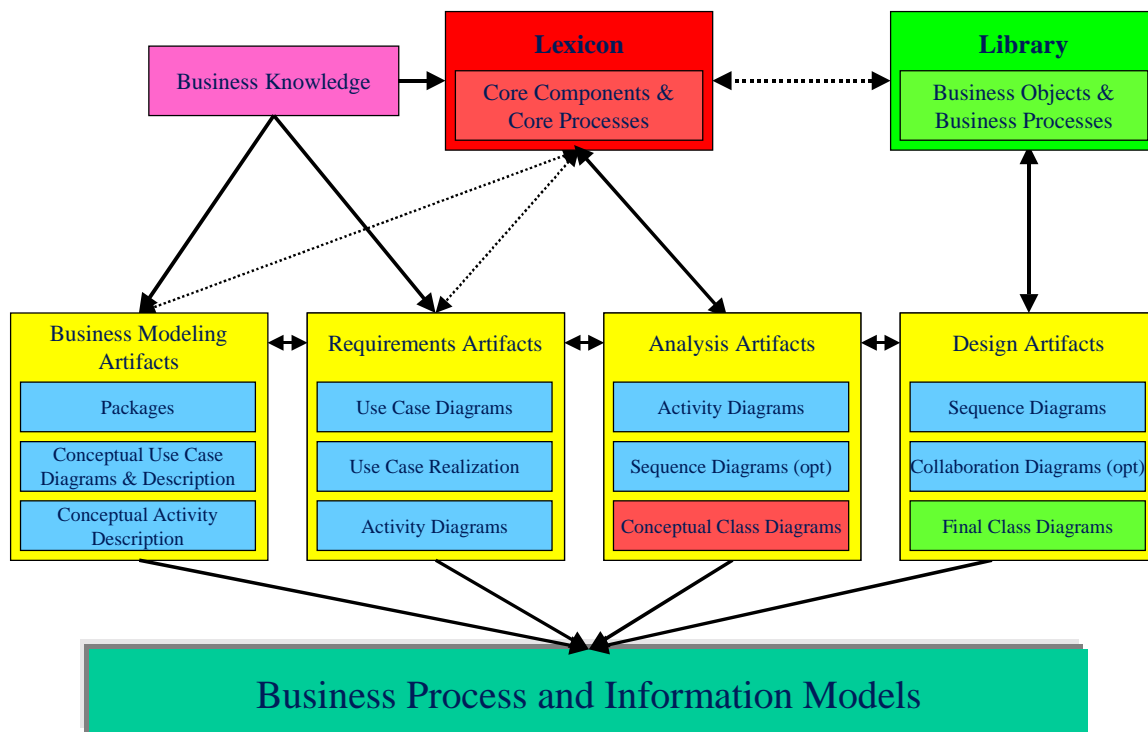 Lexicon
Library
Business Knowledge
Core Components &
Core Processes
Business Objects &
Business Processes
Business Modeling
Artifacts
Packages
Conceptual Use Case
Diagrams & Description
Conceptual Activity
Description
Requirements Artifacts
Use Case Diagrams
Use Case Realization
Activity Diagrams
Analysis Artifacts
Activity Diagrams
Sequence Diagrams (opt)
Conceptual Class Diagrams
Design Artifacts
Sequence Diagrams
Collaboration Diagrams (opt)
Final Class Diagrams
Business Process and Information Models